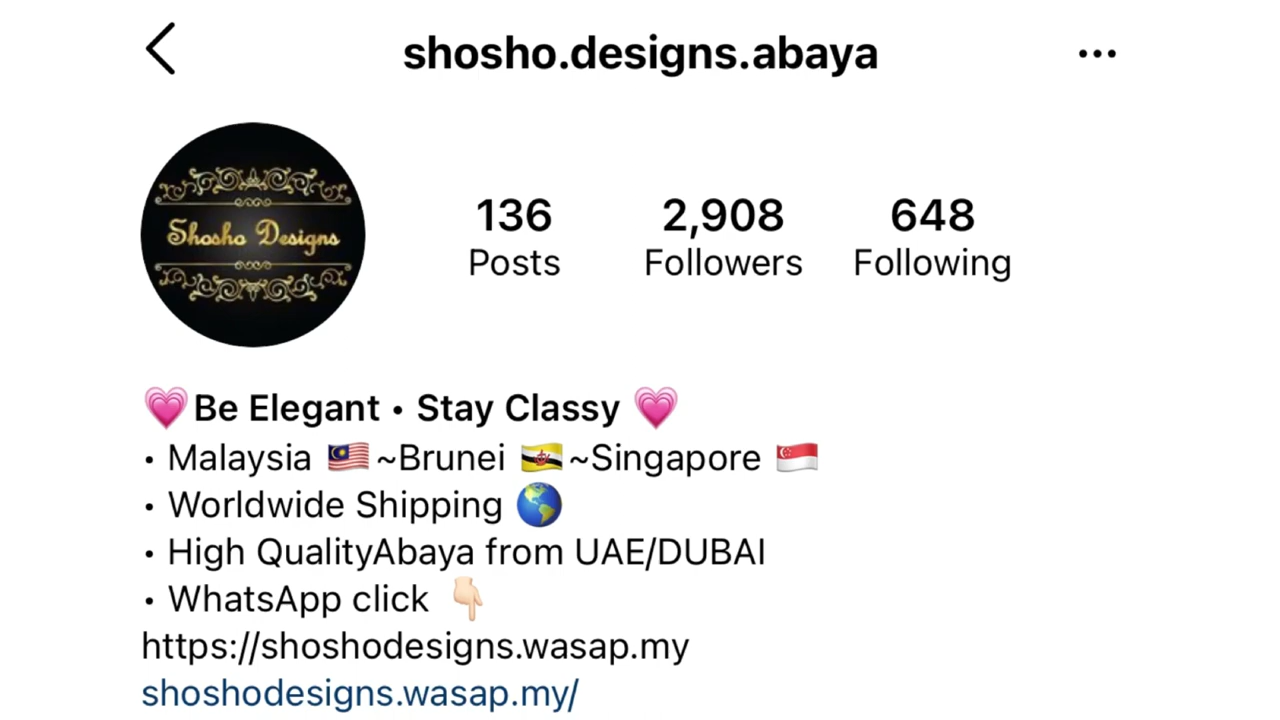 shosho.designs.abaya
Shosho Designs
136 2,908 648
Posts Followers Following
💗Be Elegant • Stay Classy 💗
• Malaysia 🇲🇾~Brunei 🇧🇳~Singapore 🇸🇬
• Worldwide Shipping 🌎
• High QualityAbaya from UAE/DUBAI
• WhatsApp click 👇🏻
https://shoshodesigns.wasap.my
shoshodesigns.wasap.my/